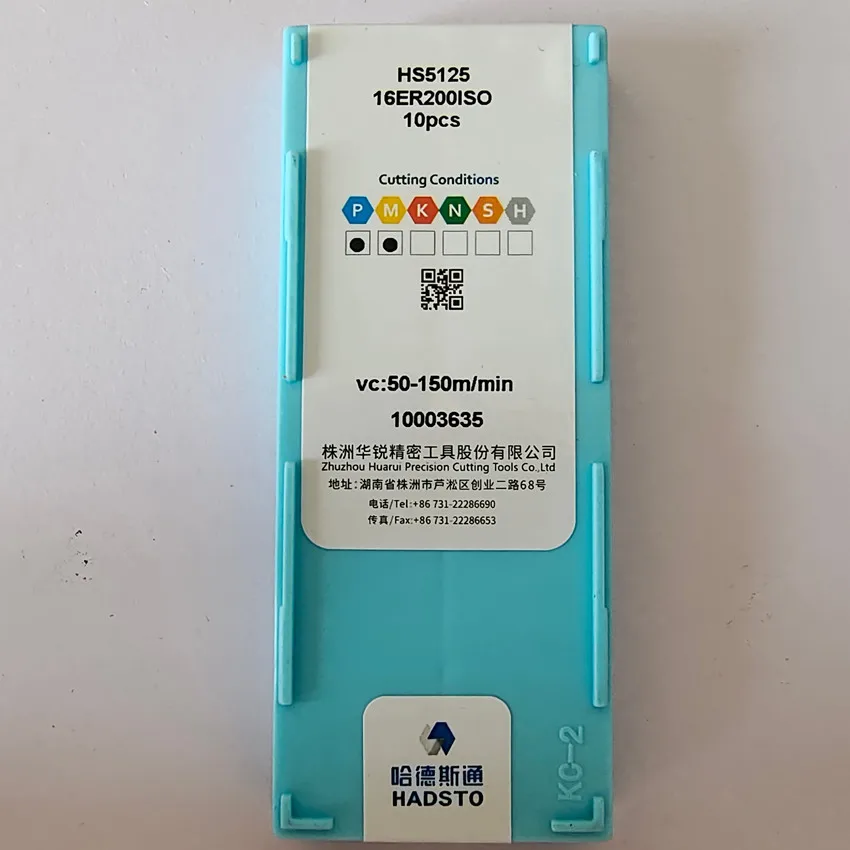 HS5125
16ER200ISO
10pcs
Cutting Conditions
P M K N S H
vc:50-150m/min
10003635
株洲华锐精密工具股份有限公司
Zhuzhou Huarui Precision Cutting Tools Co.,Ltd
地址:湖南省株洲市芦淞区创业二路68号
电话/Tel:+86 731-22286690
传真/Fax:+86 731-22286653
KC-2
哈德斯通
HADSTO